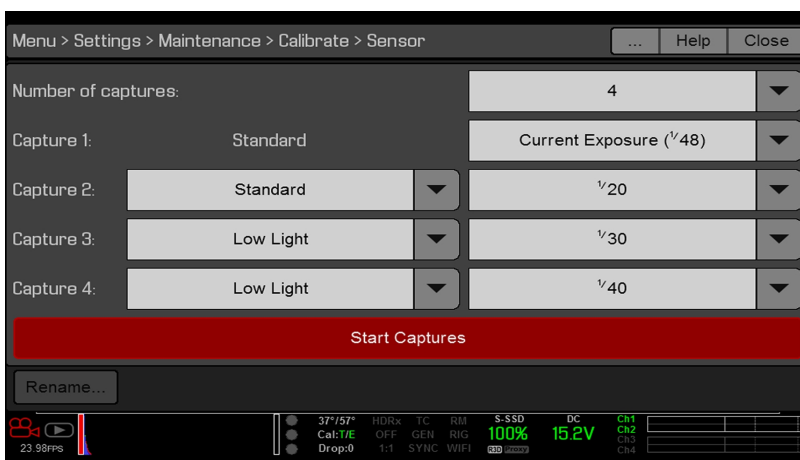 Menu > Settings > Maintenance > Calibrate > Sensor ... Help Close
Number of captures: 4
Capture 1: Standard Current Exposure (1/48)
Capture 2: Standard 1/20
Capture 3: Low Light 1/30
Capture 4: Low Light 1/40
Start Captures
Rename...
37°/57° HDRx TC RM S-SSD DC Ch1
Cal:T/E OFF GEN RIG 100% 15.2V Ch2
Ch3
23.98FPS Drop:0 1:1 SYNC WIFI R3D Proxy Ch4